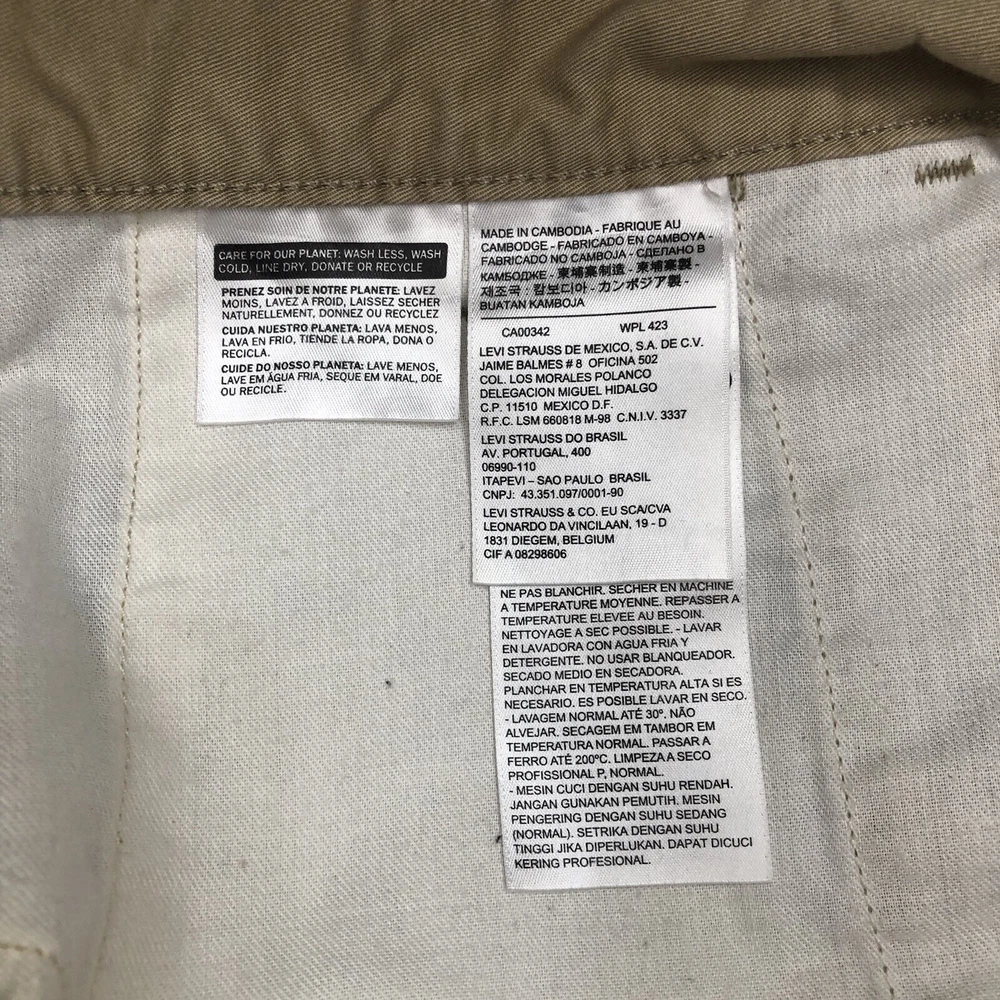 CARE FOR OUR PLANET: WASH LESS, WASH
COLD, LINE DRY, DONATE OR RECYCLE
PRENEZ SOIN DE NOTRE PLANETE: LAVEZ
MOINS, LAVEZ A FROID, LAISSEZ SECHER
NATURELLEMENT, DONNEZ OU RECYCLEZ
CUIDA NUESTRO PLANETA: LAVA MENOS,
LAVA EN FRIO, TIENDE LA ROPA, DONA O
RECICLA.
CUIDE DO NOSSO PLANETA: LAVE MENOS,
LAVE EM ÀGUA FRIA, SEQUE EM VARAL, DOE
OU RECICLE.
MADE IN CAMBODIA - FABRIQUE AU
CAMBODGE - FABRICADO EN CAMBOYA -
FABRICADO NO CAMBOJA - СДЕЛАНО В
КАМБОДЖЕ - 柬埔寨制造 - 柬埔寨製 -
제조국 : 캄보디아 - カンボジア製 -
BUATAN KAMBOJA
CA00342 WPL 423
LEVI STRAUSS DE MEXICO, S.A. DE C.V.
JAIME BALMES # 8 OFICINA 502
COL. LOS MORALES POLANCO
DELEGACION MIGUEL HIDALGO
C.P. 11510 MEXICO D.F.
R.F.C. LSM 660818 M-98 C.N.I.V. 3337
LEVI STRAUSS DO BRASIL
AV. PORTUGAL, 400
06990-110
ITAPEVI – SAO PAULO BRASIL
CNPJ: 43.351.097/0001-90
LEVI STRAUSS & CO. EU SCA/CVA
LEONARDO DA VINCILAAN, 19 - D
1831 DIEGEM, BELGIUM
CIF A 08298606
NE PAS BLANCHIR. SECHER EN MACHINE
A TEMPERATURE MOYENNE. REPASSER A
TEMPERATURE ELEVEE AU BESOIN.
NETTOYAGE A SEC POSSIBLE. - LAVAR
EN LAVADORA CON AGUA FRIA Y
DETERGENTE. NO USAR BLANQUEADOR.
SECADO MEDIO EN SECADORA.
PLANCHAR EN TEMPERATURA ALTA SI ES
NECESARIO. ES POSIBLE LAVAR EN SECO.
- LAVAGEM NORMAL ATÉ 30º. NÃO
ALVEJAR. SECAGEM EM TAMBOR EM
TEMPERATURA NORMAL. PASSAR A
FERRO ATÉ 200ºC. LIMPEZA A SECO
PROFISSIONAL P, NORMAL.
- MESIN CUCI DENGAN SUHU RENDAH.
JANGAN GUNAKAN PEMUTIH. MESIN
PENGERING DENGAN SUHU SEDANG
(NORMAL). SETRIKA DENGAN SUHU
TINGGI JIKA DIPERLUKAN. DAPAT DICUCI
KERING PROFESIONAL.